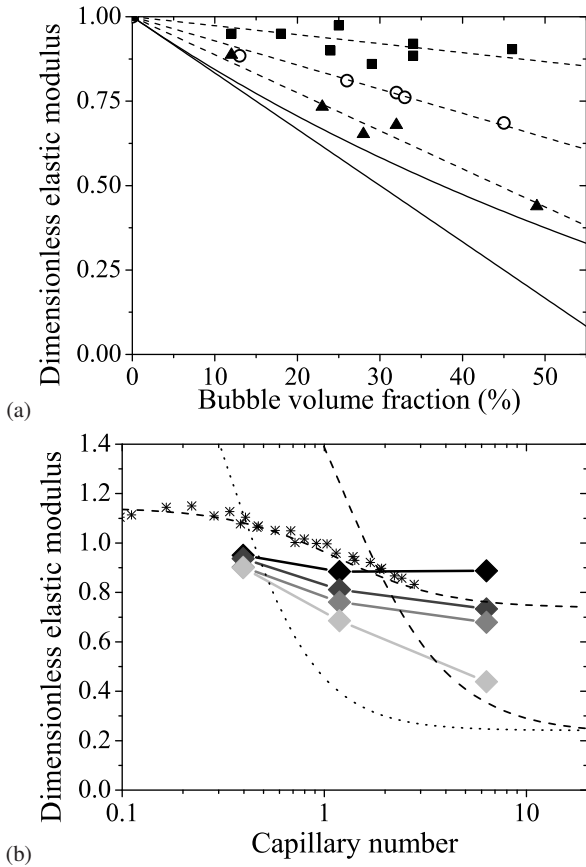 1.00
0.75
0.50
0.25
0.00
Dimensionless elastic modulus
0 10 20 30 40 50
Bubble volume fraction (%)
(a)
1.4
1.2
1.0
0.8
0.6
0.4
0.2
0.0
Dimensionless elastic modulus
0.1 1 10
Capillary number
(b)